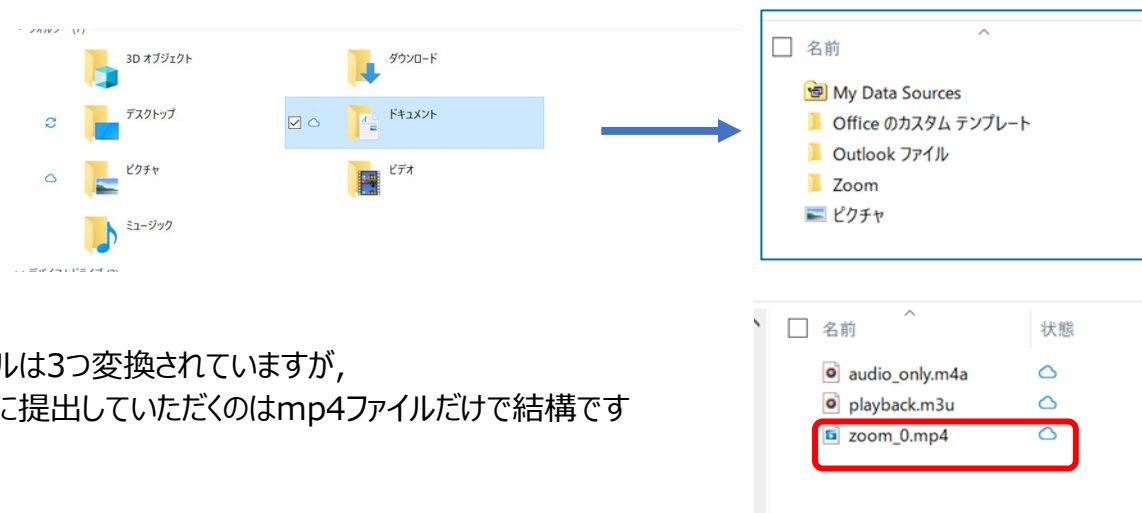 3D オブジェクト
ダウンロード
デスクトップ
ドキュメント
ピクチャ
ビデオ
ミュージック
名前
My Data Sources
Office のカスタム テンプレート
Outlook ファイル
Zoom
ピクチャ
ルは3つ変換されていますが,
に提出していただくのはmp4ファイルだけで結構です
名前 状態
audio_only.m4a
playback.m3u
zoom_0.mp4